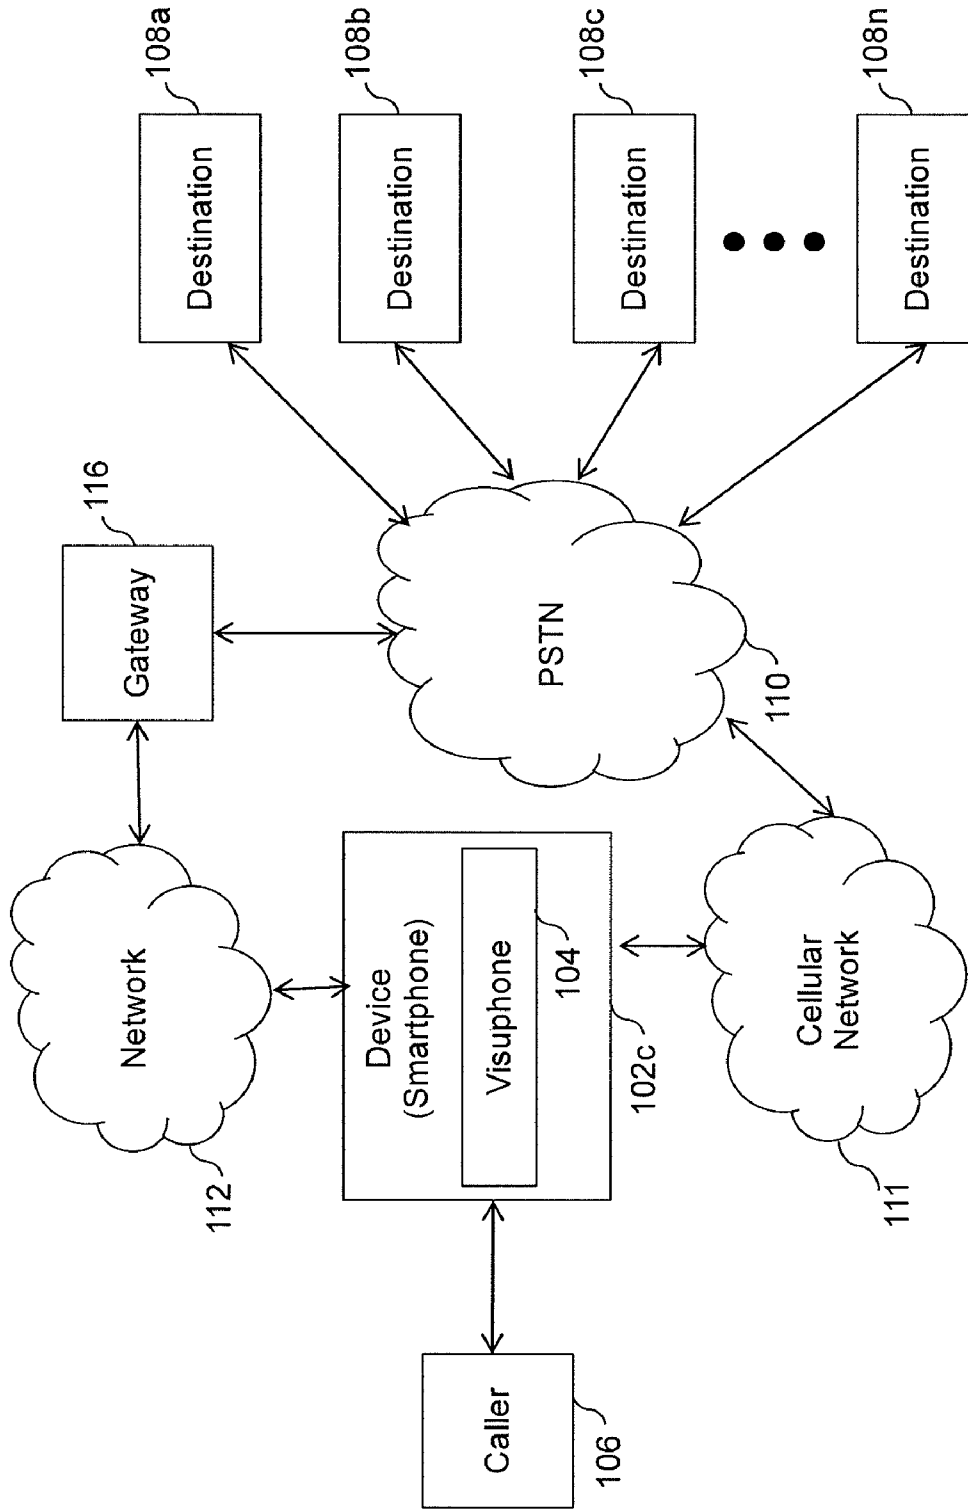 108a
Destination
108b
Destination
108c
Destination
108n
Destination
116
Gateway
PSTN
110
Network
112
Device
(Smartphone)
Visuphone
104
102c
Cellular
Network
111
Caller
106